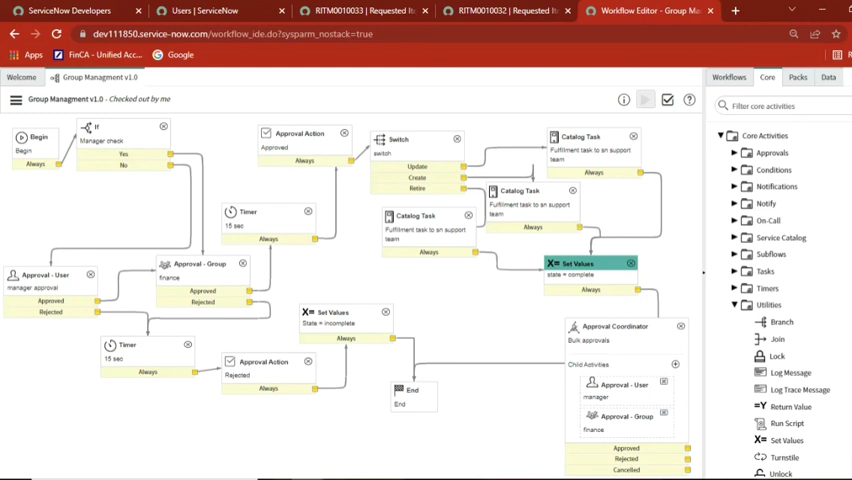 ServiceNow Developers
Users | ServiceNow
RITM0010033 | Requested Ite
RITM0010032 | Requested Ite
Workflow Editor - Group Ma
dev111850.service-now.com/workflow_ide.do?sysparm_nostack=true
Apps
FinCA - Unified Acc...
Google
Welcome
Group Managment v1.0
Workflows
Core
Packs
Data
Group Managment v1.0 - Checked out by me
Filter core activities
Begin
Begin
Always
If
Manager check
Yes
No
Approval Action
Approved
Always
Switch
switch
Update
Create
Retire
Catalog Task
Fulfillment task to sn support
team
Always
Catalog Task
Fulfillment task to sn support
team
Always
Catalog Task
Fulfillment task to sn support
team
Always
Timer
15 sec
Always
Approval - User
manager approval
Approved
Rejected
Approval - Group
finance
Approved
Rejected
Set Values
state = complete
Always
Set Values
State = incomplete
Always
Timer
15 sec
Always
Approval Action
Rejected
Always
End
End
Approval Coordinator
Bulk approvals
Child Activities
Approval - User
manager
Approval - Group
finance
Approved
Rejected
Cancelled
Core Activities
Approvals
Conditions
Notifications
Notify
On-Call
Service Catalog
Subflows
Tasks
Timers
Utilities
Branch
Join
Lock
Log Message
Log Trace Message
Return Value
Run Script
Set Values
Turnstile
Unlock